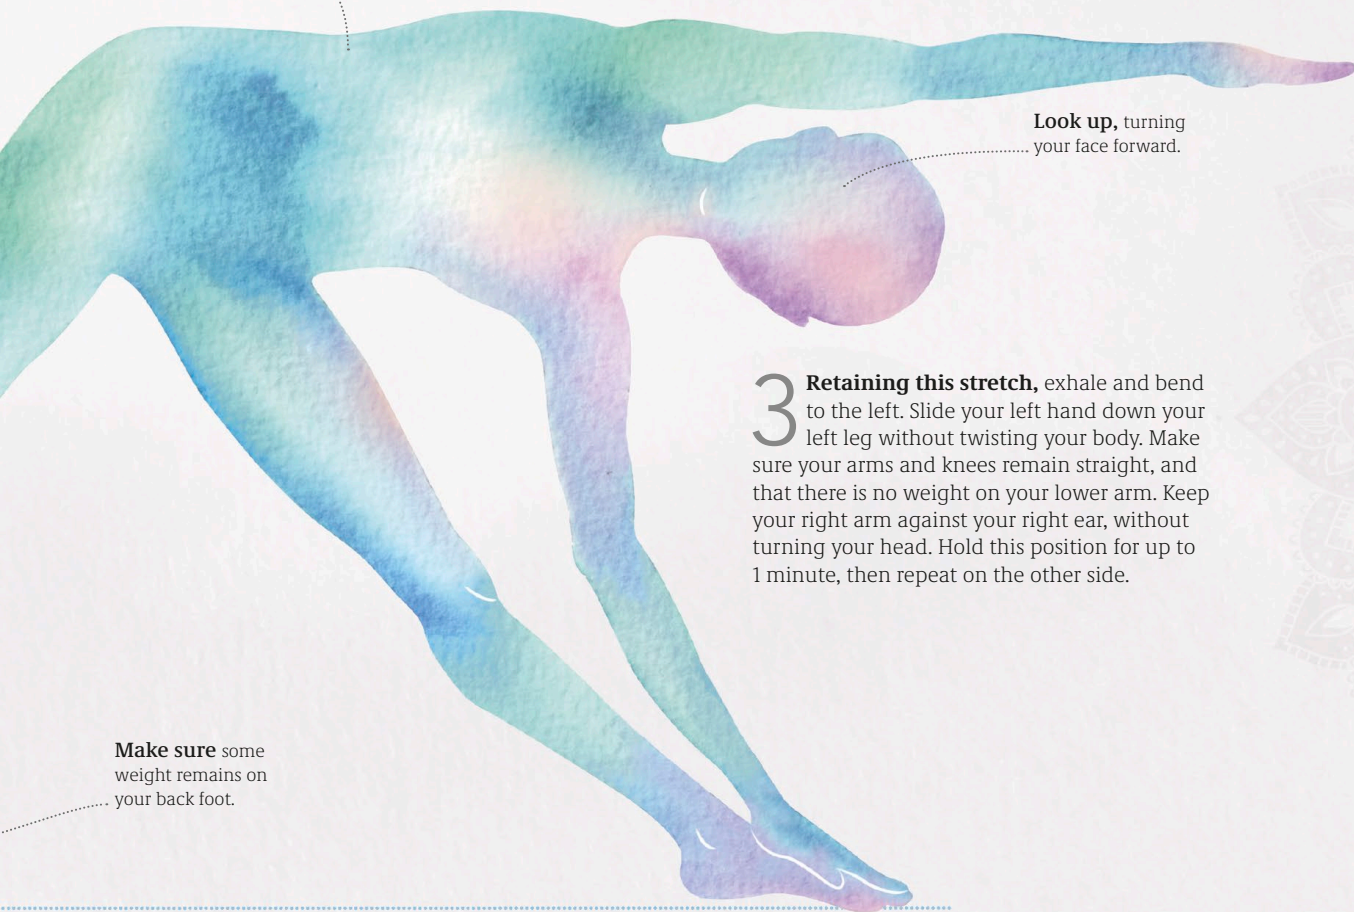 Look up, turning
your face forward.
3 Retaining this stretch, exhale and bend
to the left. Slide your left hand down your
left leg without twisting your body. Make
sure your arms and knees remain straight, and
that there is no weight on your lower arm. Keep
your right arm against your right ear, without
turning your head. Hold this position for up to
1 minute, then repeat on the other side.
Make sure some
weight remains on
your back foot.